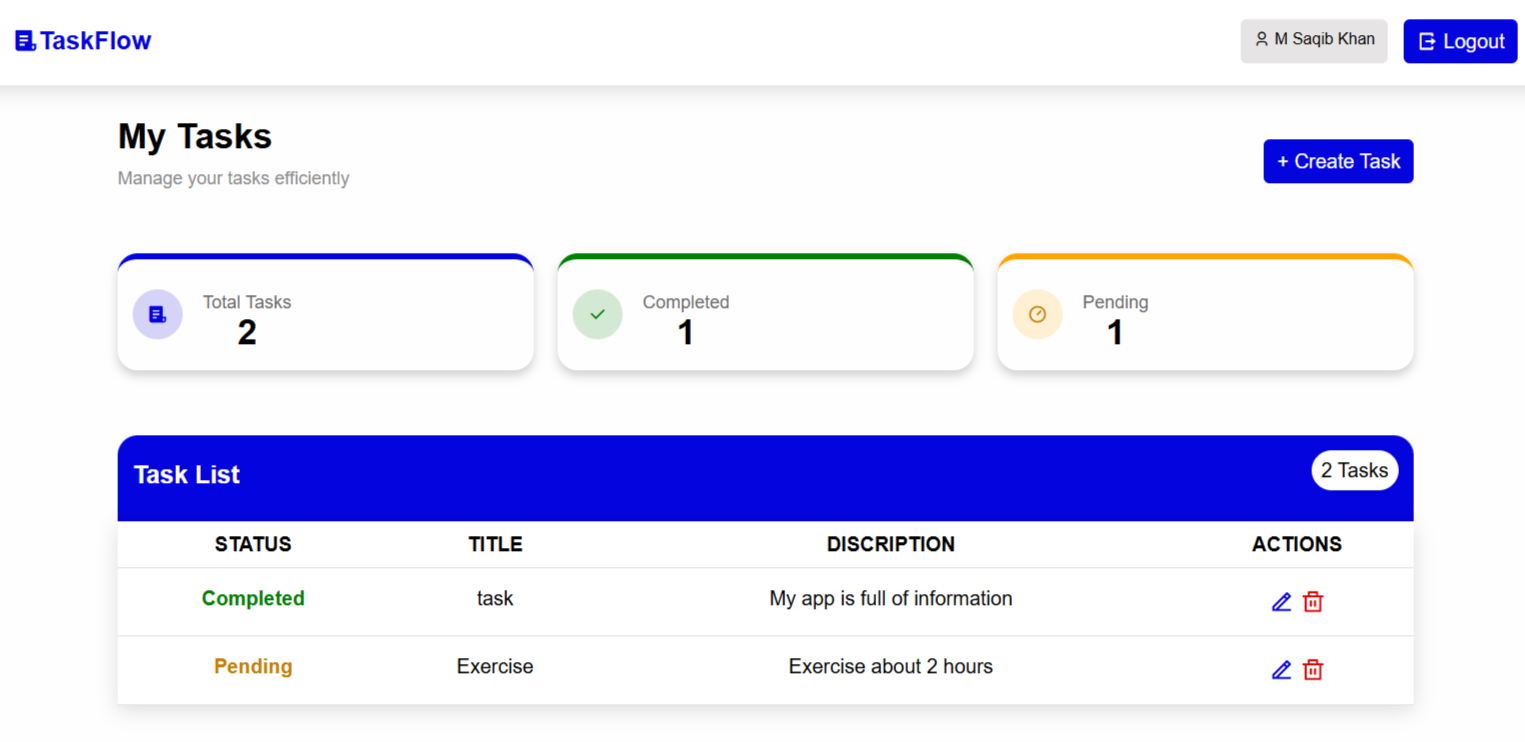 TaskFlow
M Saqib Khan
Logout
My Tasks
Manage your tasks efficiently
+ Create Task
Total Tasks
2
Completed
1
Pending
1
Task List
2 Tasks
STATUS TITLE DISCRIPTION ACTIONS
Completed task My app is full of information
Pending Exercise Exercise about 2 hours